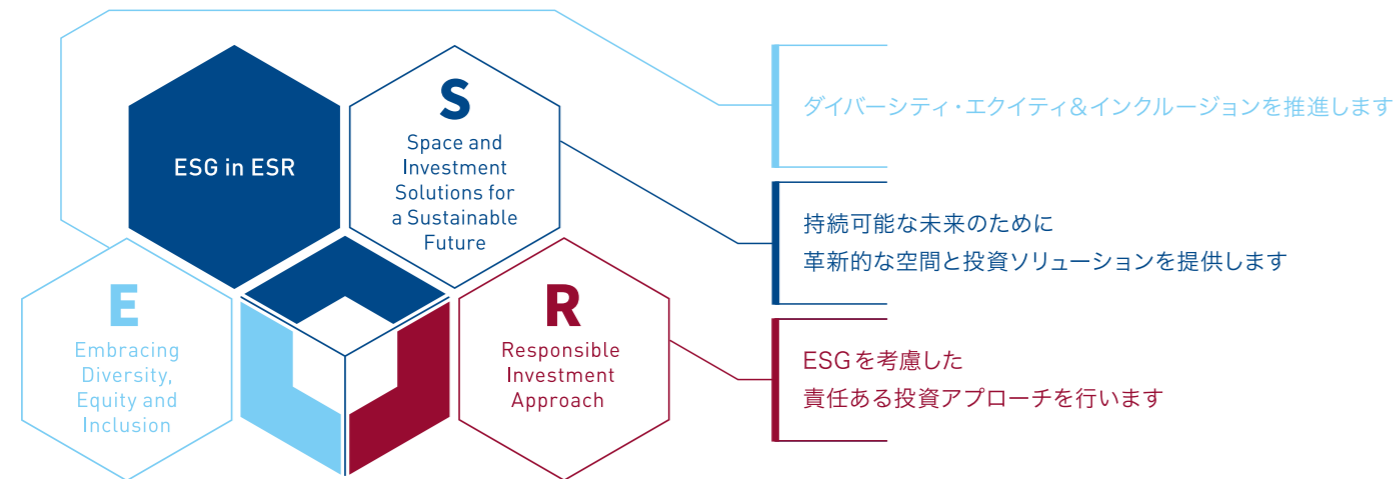 ESG in ESR
S
Space and
Investment
Solutions for
a Sustainable
Future
E
Embracing
Diversity,
Equity and
Inclusion
R
Responsible
Investment
Approach
ダイバーシティ・エクイティ&インクルージョンを推進します
持続可能な未来のために
革新的な空間と投資ソリューションを提供します
ESGを考慮した
責任ある投資アプローチを行います